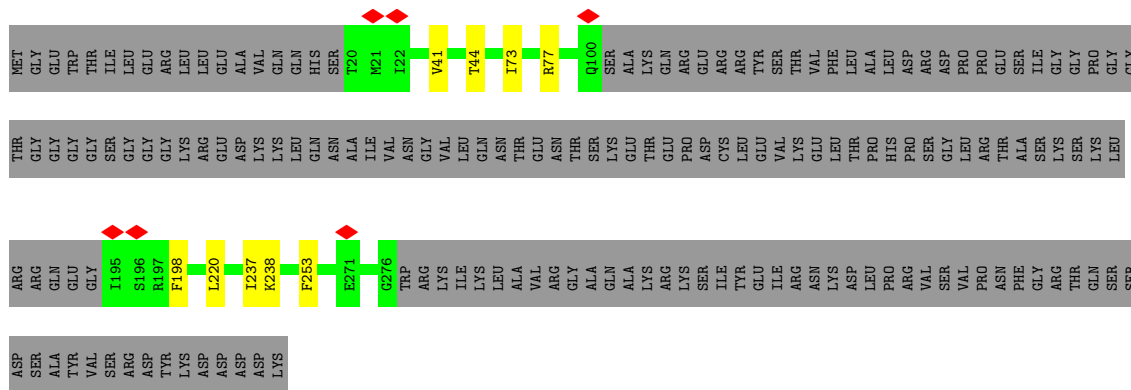 MET GLY GLU TRP THR ILE LEU GLU ARG LEU LEU GLU ALA VAL GLN GLN HIS SER T20 M21 I22 V41 T44 I73 R77 Q100 SER ALA LYS GLN ARG GLU ARG ARG TYR SER THR VAL PHE LEU ALA LEU ASP ARG ASP PRO PRO GLU SER ILE GLY GLY PRO GLY GLY
THR GLY GLY GLY GLY SER GLY GLY GLY LYS ARG GLU ASP LYS LYS LEU GLN ASN ALA ILE VAL ASN GLY VAL LEU GLN ASN THR GLU ASN THR SER LYS GLU THR GLU PRO ASP CYS LEU GLU VAL LYS GLU LEU THR PRO HIS PRO SER GLY LEU ARG THR ALA SER LYS SER LYS LEU
ARG ARG GLN GLU GLY I195 S196 R197 F198 L220 I237 K238 F253 E271 G276 TRP ARG LYS ILE LYS LEU ALA VAL ARG GLY ALA GLN ALA LYS ARG LYS SER ILE TYR GLU ILE ARG ASN LYS ASP LEU PRO ARG VAL SER VAL PRO ASN PHE GLY ARG THR GLN SER SER
ASP SER ALA TYR VAL SER ARG ASP TYR LYS ASP ASP ASP ASP LYS